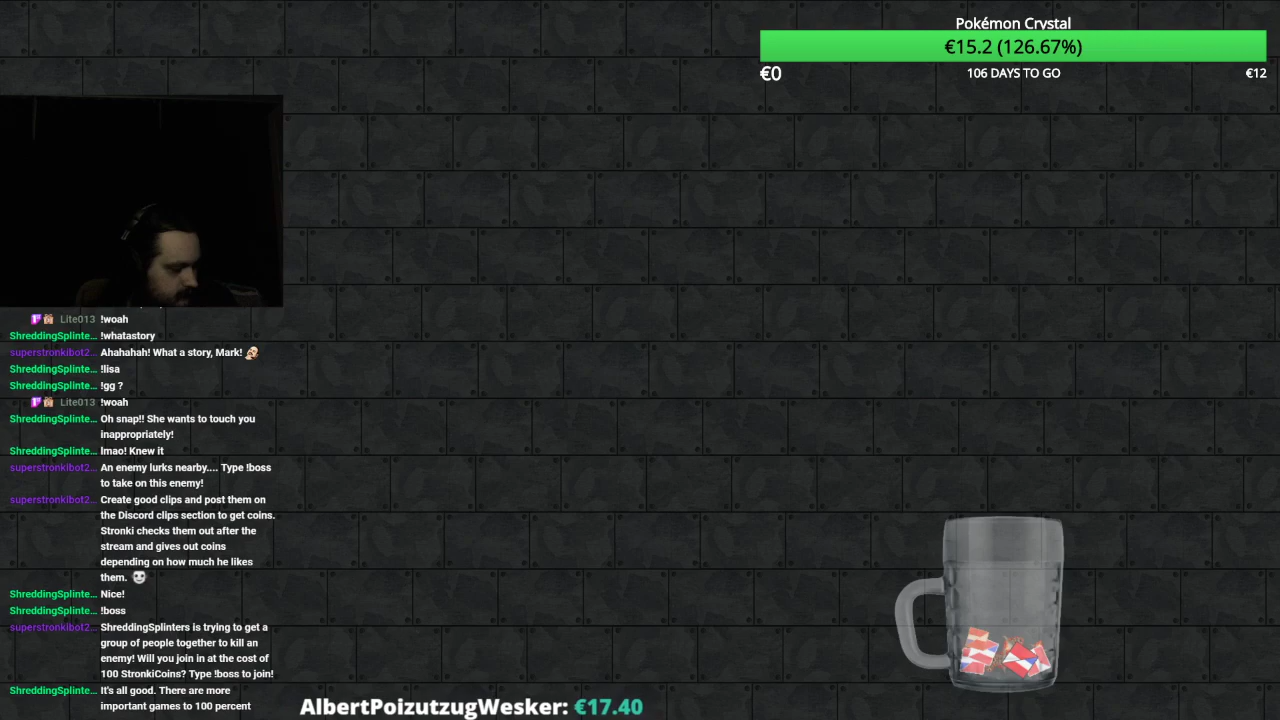 Pokémon Crystal
€15.2 (126.67%)
€0
106 DAYS TO GO
€12
Lite013 !woah
ShreddingSplinte... !whatastory
superstronkibot2... Ahahahah! What a story, Mark!
ShreddingSplinte... !lisa
ShreddingSplinte... !gg ?
Lite013 !woah
ShreddingSplinte... Oh snap!! She wants to touch you
inappropriately!
ShreddingSplinte... lmao! Knew it
superstronkibot2... An enemy lurks nearby.... Type !boss
to take on this enemy!
superstronkibot2... Create good clips and post them on
the Discord clips section to get coins.
Stronki checks them out after the
stream and gives out coins
depending on how much he likes
them.
ShreddingSplinte... Nice!
ShreddingSplinte... !boss
superstronkibot2... ShreddingSplinters is trying to get a
group of people together to kill an
enemy! Will you join in at the cost of
100 StronkiCoins? Type !boss to join!
ShreddingSplinte... It's all good. There are more
important games to 100 percent
AlbertPoizutzugWesker: €17.40